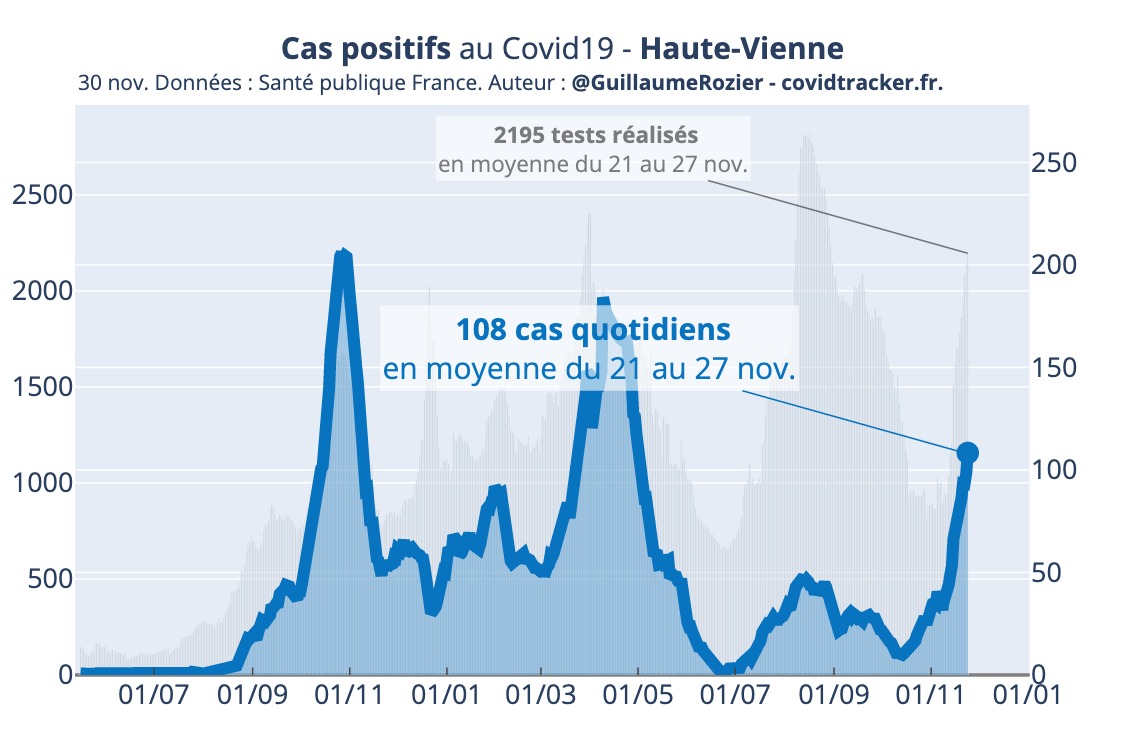 Cas positifs au Covid19 - Haute-Vienne
30 nov. Données : Santé publique France. Auteur : @GuillaumeRozier - covidtracker.fr.
2195 tests réalisés
en moyenne du 21 au 27 nov.
108 cas quotidiens
en moyenne du 21 au 27 nov.
2500
2000
1500
1000
500
0
250
200
150
100
50
0
01/07 01/09 01/11 01/01 01/03 01/05 01/07 01/09 01/11 01/01